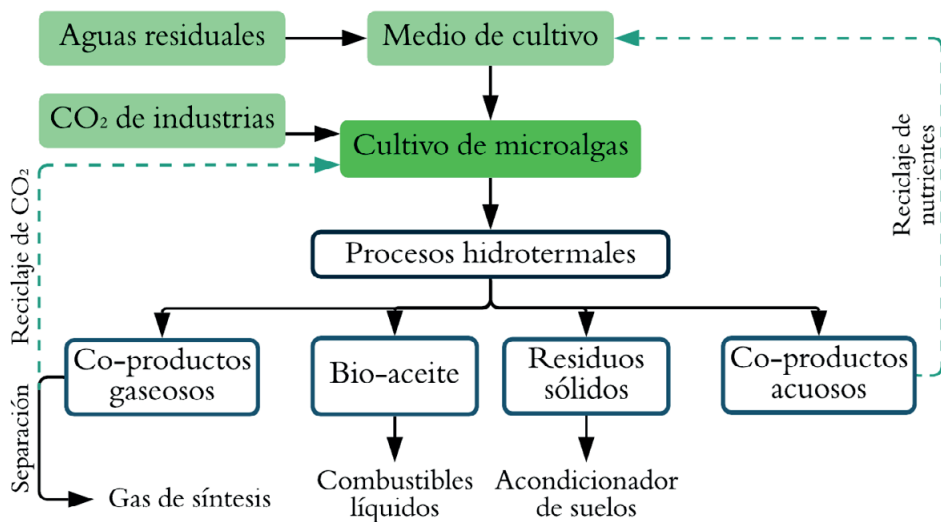 Aguas residuales
Medio de cultivo
CO₂ de industrias
Cultivo de microalgas
Reciclaje de CO₂
Reciclaje de
nutrientes
Procesos hidrotermales
Co-productos
gaseosos
Bio-aceite
Residuos
sólidos
Co-productos
acuosos
Separación
Gas de síntesis
Combustibles
líquidos
Acondicionador
de suelos